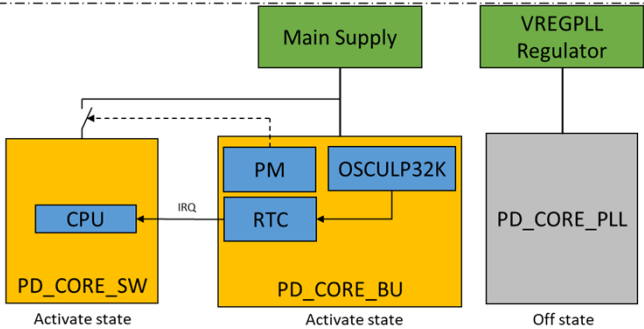 Main Supply
VREGPLL
Regulator
PM
OSCULP32K
CPU
IRQ
RTC
PD_CORE_PLL
PD_CORE_SW
PD_CORE_BU
Activate state
Activate state
Off state